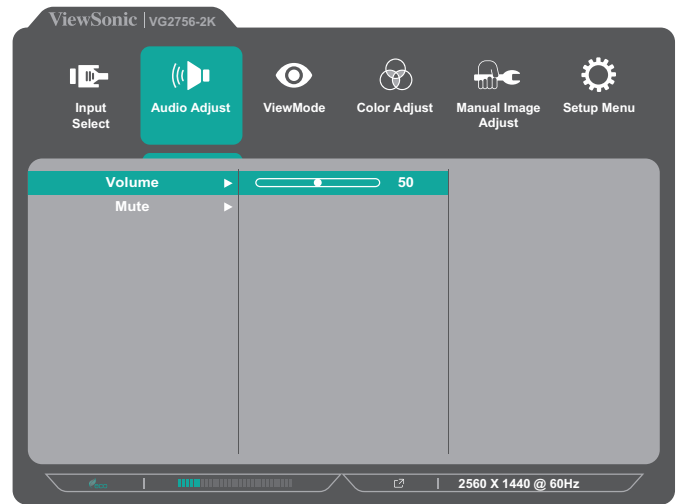 ViewSonic | VG2756-2K
Input
Select
Audio Adjust
ViewMode
Color Adjust
Manual Image
Adjust
Setup Menu
Volume
50
Mute
2560 X 1440 @ 60Hz